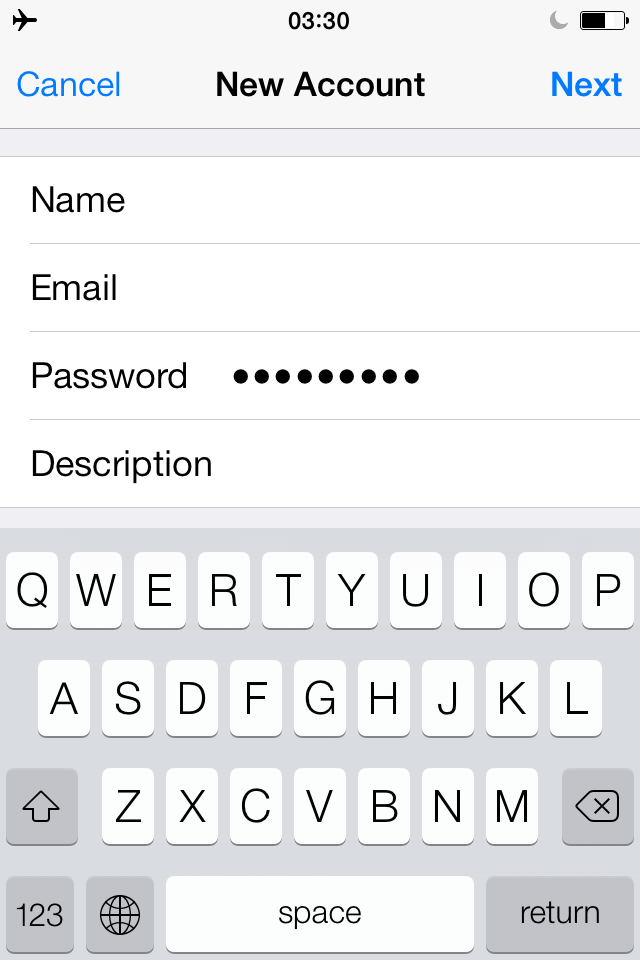 03:30
Cancel New Account Next
Name
Email
Password •••••••••
Description
Q W E R T Y U I O P
A S D F G H J K L
Z X C V B N M
123 space return